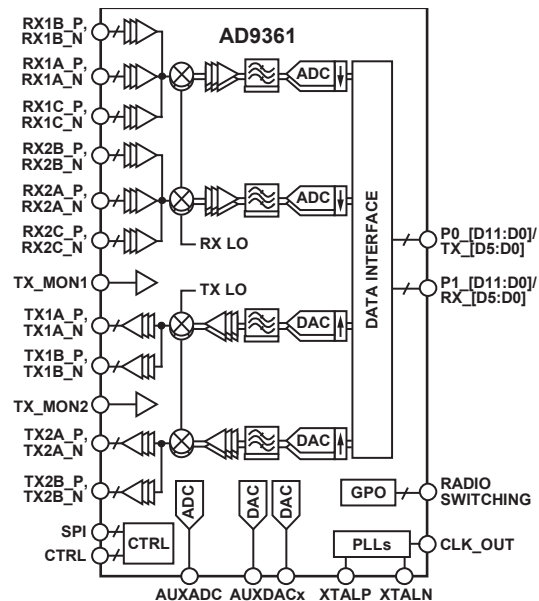 AD9361
RX1B_P,
RX1B_N
RX1A_P,
RX1A_N
RX1C_P,
RX1C_N
RX2B_P,
RX2B_N
RX2A_P,
RX2A_N
RX2C_P,
RX2C_N
TX_MON1
TX1A_P,
TX1A_N
TX1B_P,
TX1B_N
TX_MON2
TX2A_P,
TX2A_N
TX2B_P,
TX2B_N
SPI
CTRL
CTRL
ADC
ADC
RX LO
TX LO
DAC
DAC
DATA INTERFACE
P0_[D11:D0]/
TX_[D5:D0]
P1_[D11:D0]/
RX_[D5:D0]
ADC
DAC
DAC
GPO
RADIO
SWITCHING
PLLs
CLK_OUT
AUXADC
AUXDACx
XTALP
XTALN